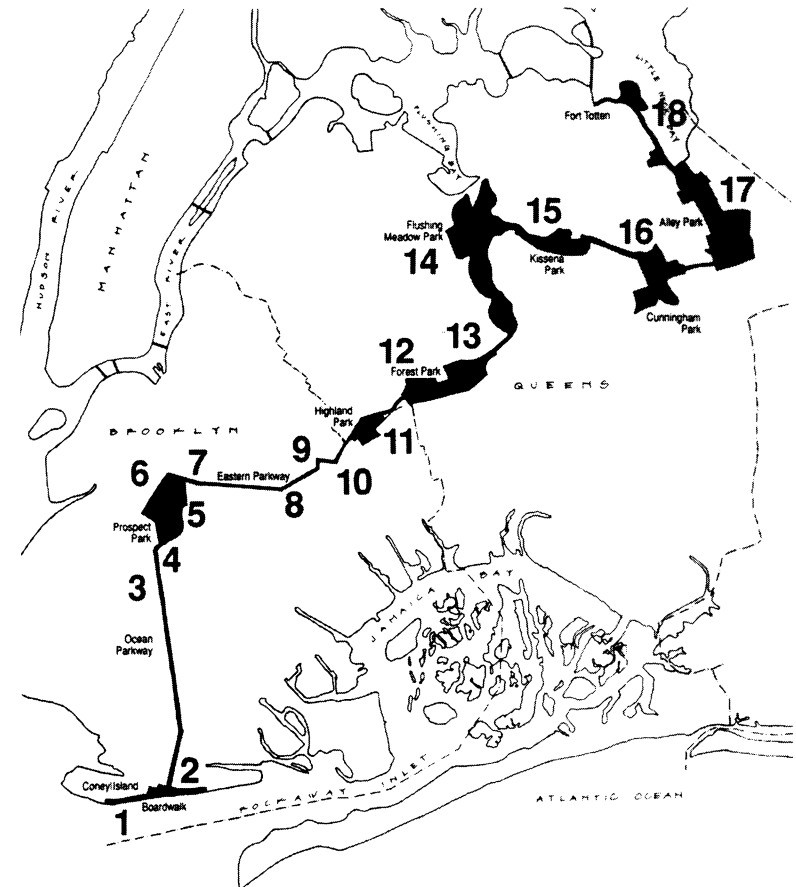 LITTLE NECK BAY
18
Fort Totten
FLUSHING BAY
HUDSON RIVER
MANHATTAN
EAST RIVER
17
Alley Park
15
16
Flushing
Meadow Park
14
Kissena
Park
Cunningham
Park
13
12
Forest Park
QUEENS
Highland
Park
11
BROOKLYN
9
10
7
6
Eastern Parkway
8
5
Prospect
Park
4
3
JAMAICA BAY
Ocean
Parkway
2
Coney Island
Boardwalk
1
ROCKAWAY INLET
ATLANTIC OCEAN